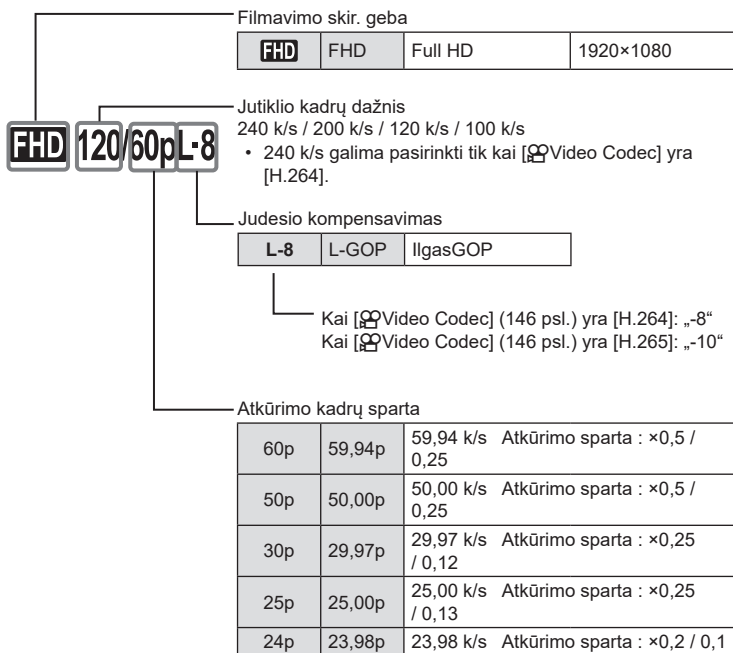 Filmavimo skir. geba
FHD FHD Full HD 1920×1080
Jutiklio kadrų dažnis
240 k/s / 200 k/s / 120 k/s / 100 k/s
• 240 k/s galima pasirinkti tik kai [Video Codec] yra
[H.264].
FHD 120/60pL-8
Judesio kompensavimas
L-8 L-GOP IlgasGOP
Kai [Video Codec] (146 psl.) yra [H.264]: „-8“
Kai [Video Codec] (146 psl.) yra [H.265]: „-10“
Atkūrimo kadrų sparta
60p 59,94p 59,94 k/s Atkūrimo sparta : ×0,5 /
0,25
50p 50,00p 50,00 k/s Atkūrimo sparta : ×0,5 /
0,25
30p 29,97p 29,97 k/s Atkūrimo sparta : ×0,25
/ 0,12
25p 25,00p 25,00 k/s Atkūrimo sparta : ×0,25
/ 0,13
24p 23,98p 23,98 k/s Atkūrimo sparta : ×0,2 / 0,1